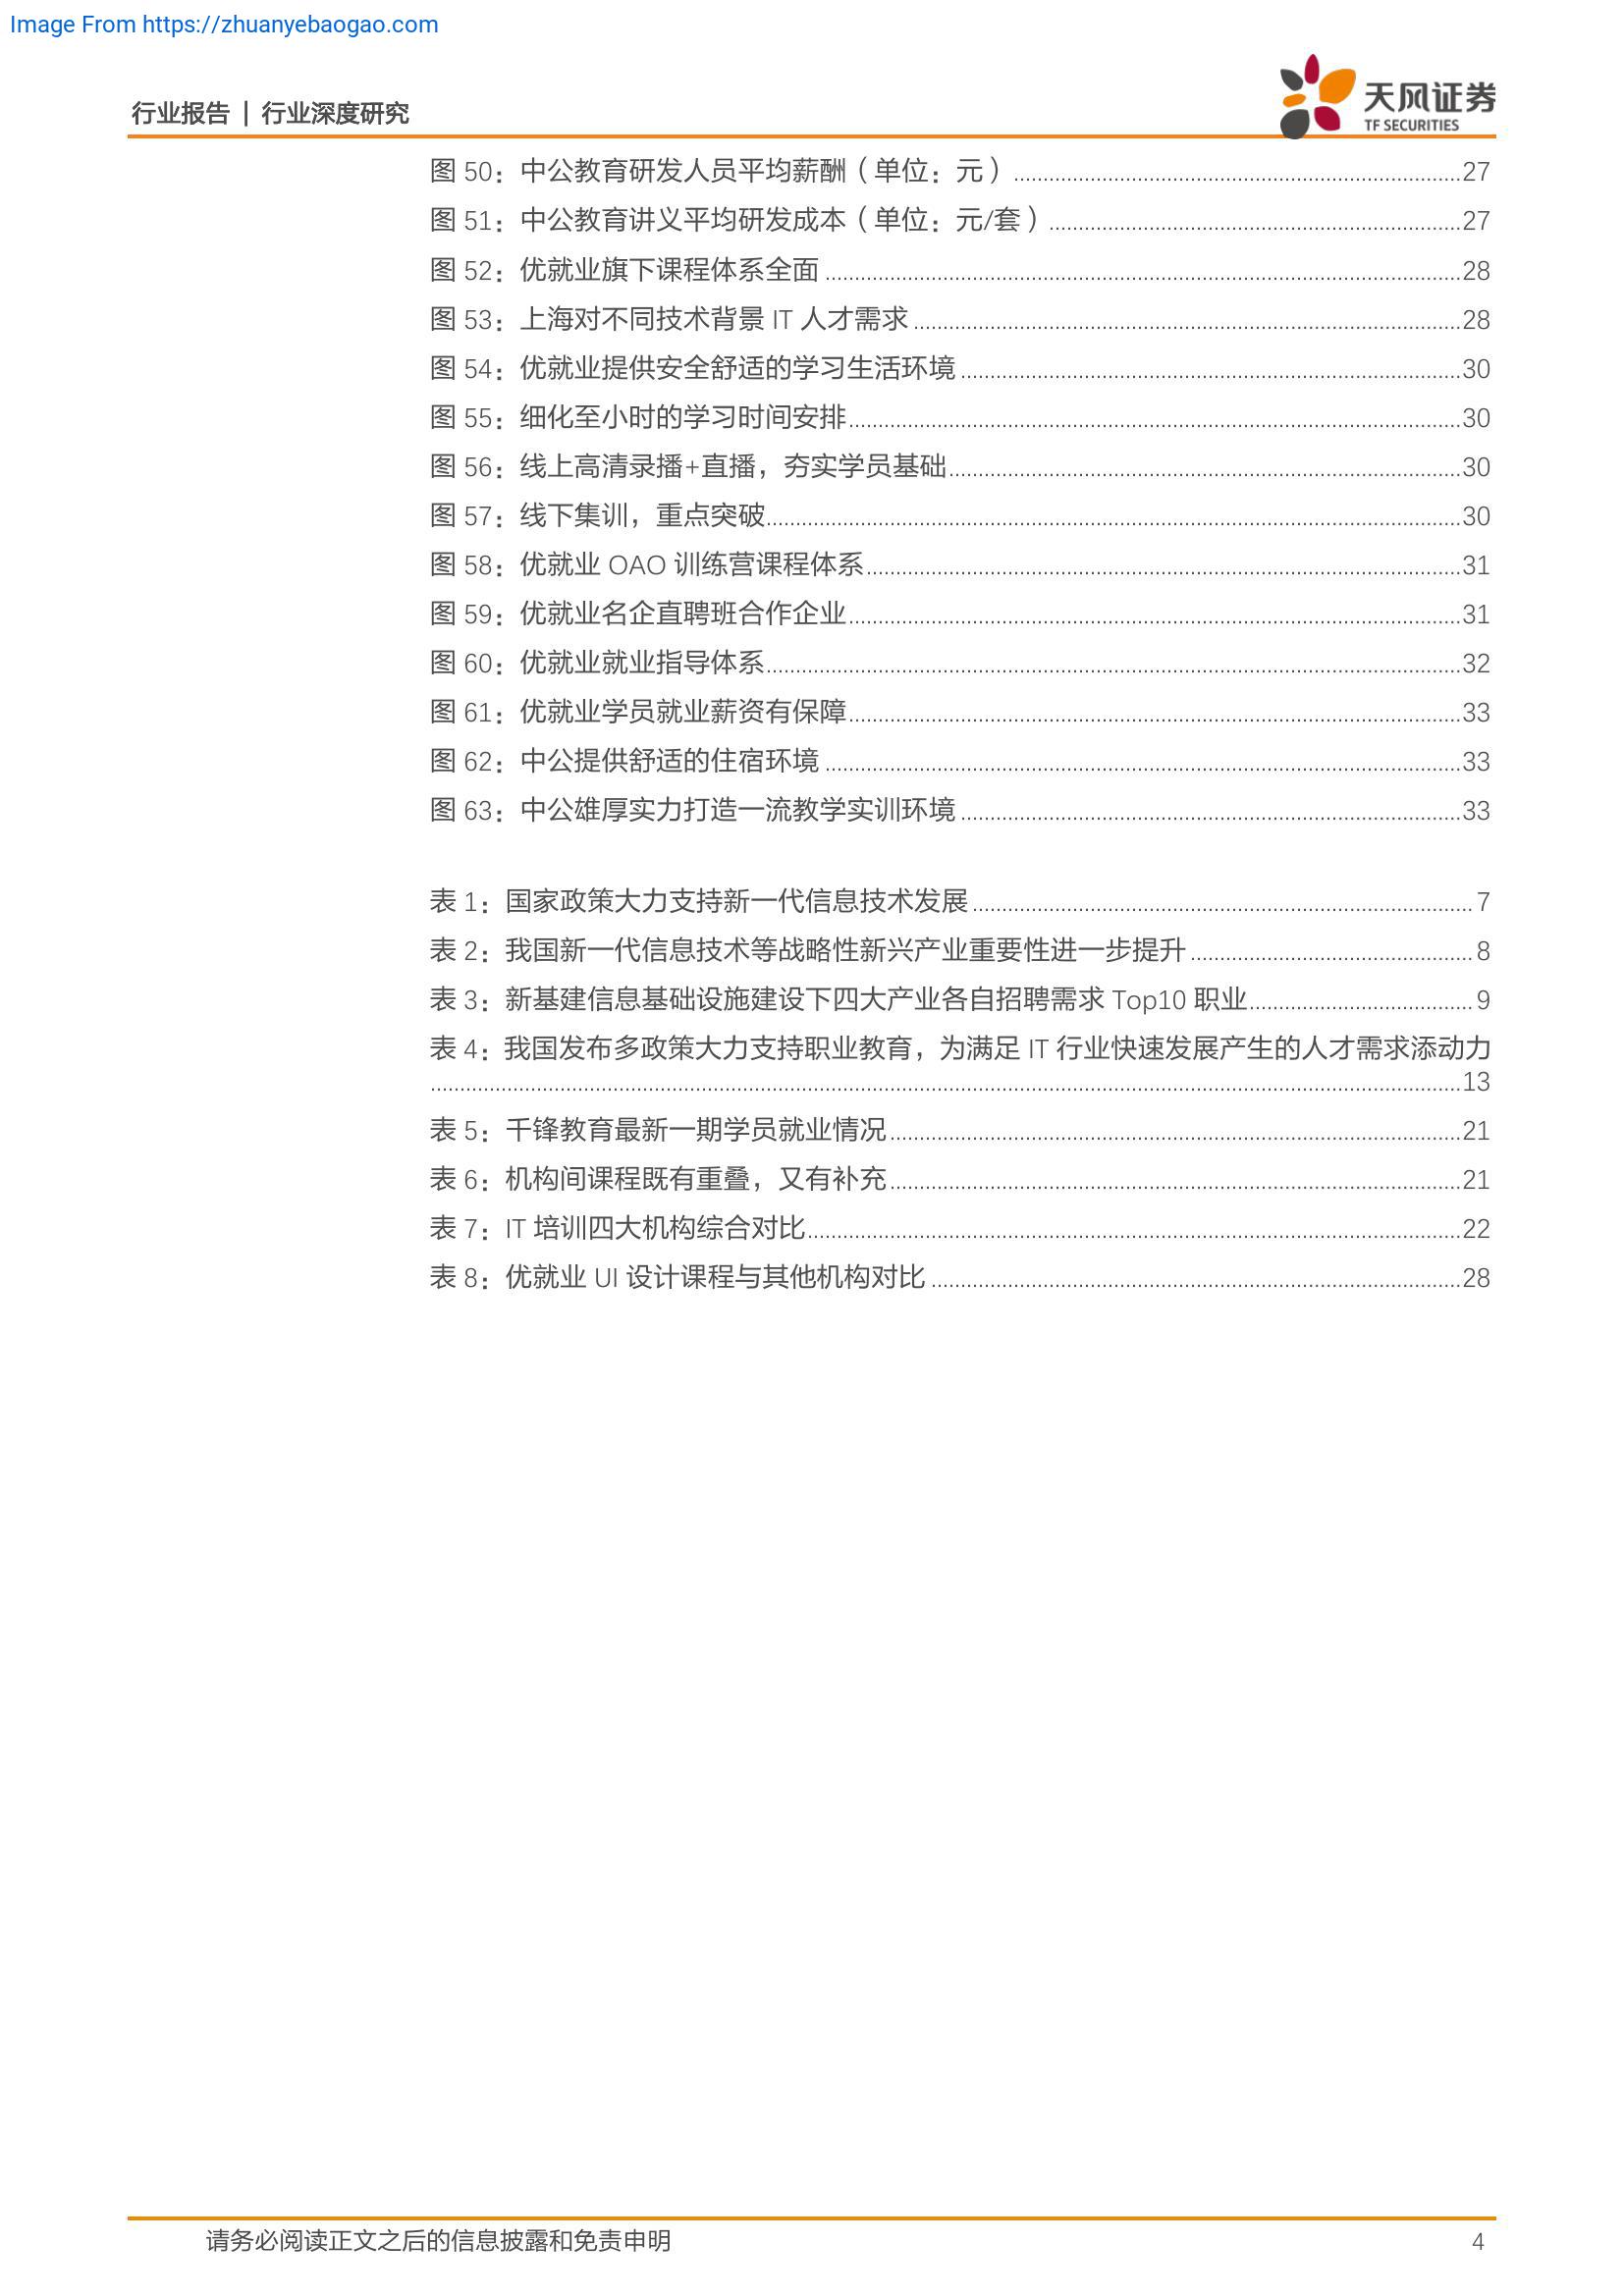 Image From https://zhuanyebaogao.com
行业报告 | 行业深度研究
天风证券
TF SECURITIES
图 50：中公教育研发人员平均薪酬（单位：元）......27
图 51：中公教育讲义平均研发成本（单位：元/套）......27
图 52：优就业旗下课程体系全面......28
图 53：上海对不同技术背景 IT 人才需求......28
图 54：优就业提供安全舒适的学习生活环境......30
图 55：细化至小时的学习时间安排......30
图 56：线上高清录播+直播，夯实学员基础......30
图 57：线下集训，重点突破......30
图 58：优就业 OAO 训练营课程体系......31
图 59：优就业名企直聘班合作企业......31
图 60：优就业就业指导体系......32
图 61：优就业学员就业薪资有保障......33
图 62：中公提供舒适的住宿环境......33
图 63：中公雄厚实力打造一流教学实训环境......33
表 1：国家政策大力支持新一代信息技术发展......7
表 2：我国新一代信息技术等战略性新兴产业重要性进一步提升......8
表 3：新基建信息基础设施建设下四大产业各自招聘需求 Top10 职业......9
表 4：我国发布多政策大力支持职业教育，为满足 IT 行业快速发展产生的人才需求添动力
......13
表 5：千锋教育最新一期学员就业情况......21
表 6：机构间课程既有重叠，又有补充......21
表 7：IT 培训四大机构综合对比......22
表 8：优就业 UI 设计课程与其他机构对比......28
请务必阅读正文之后的信息披露和免责申明 4